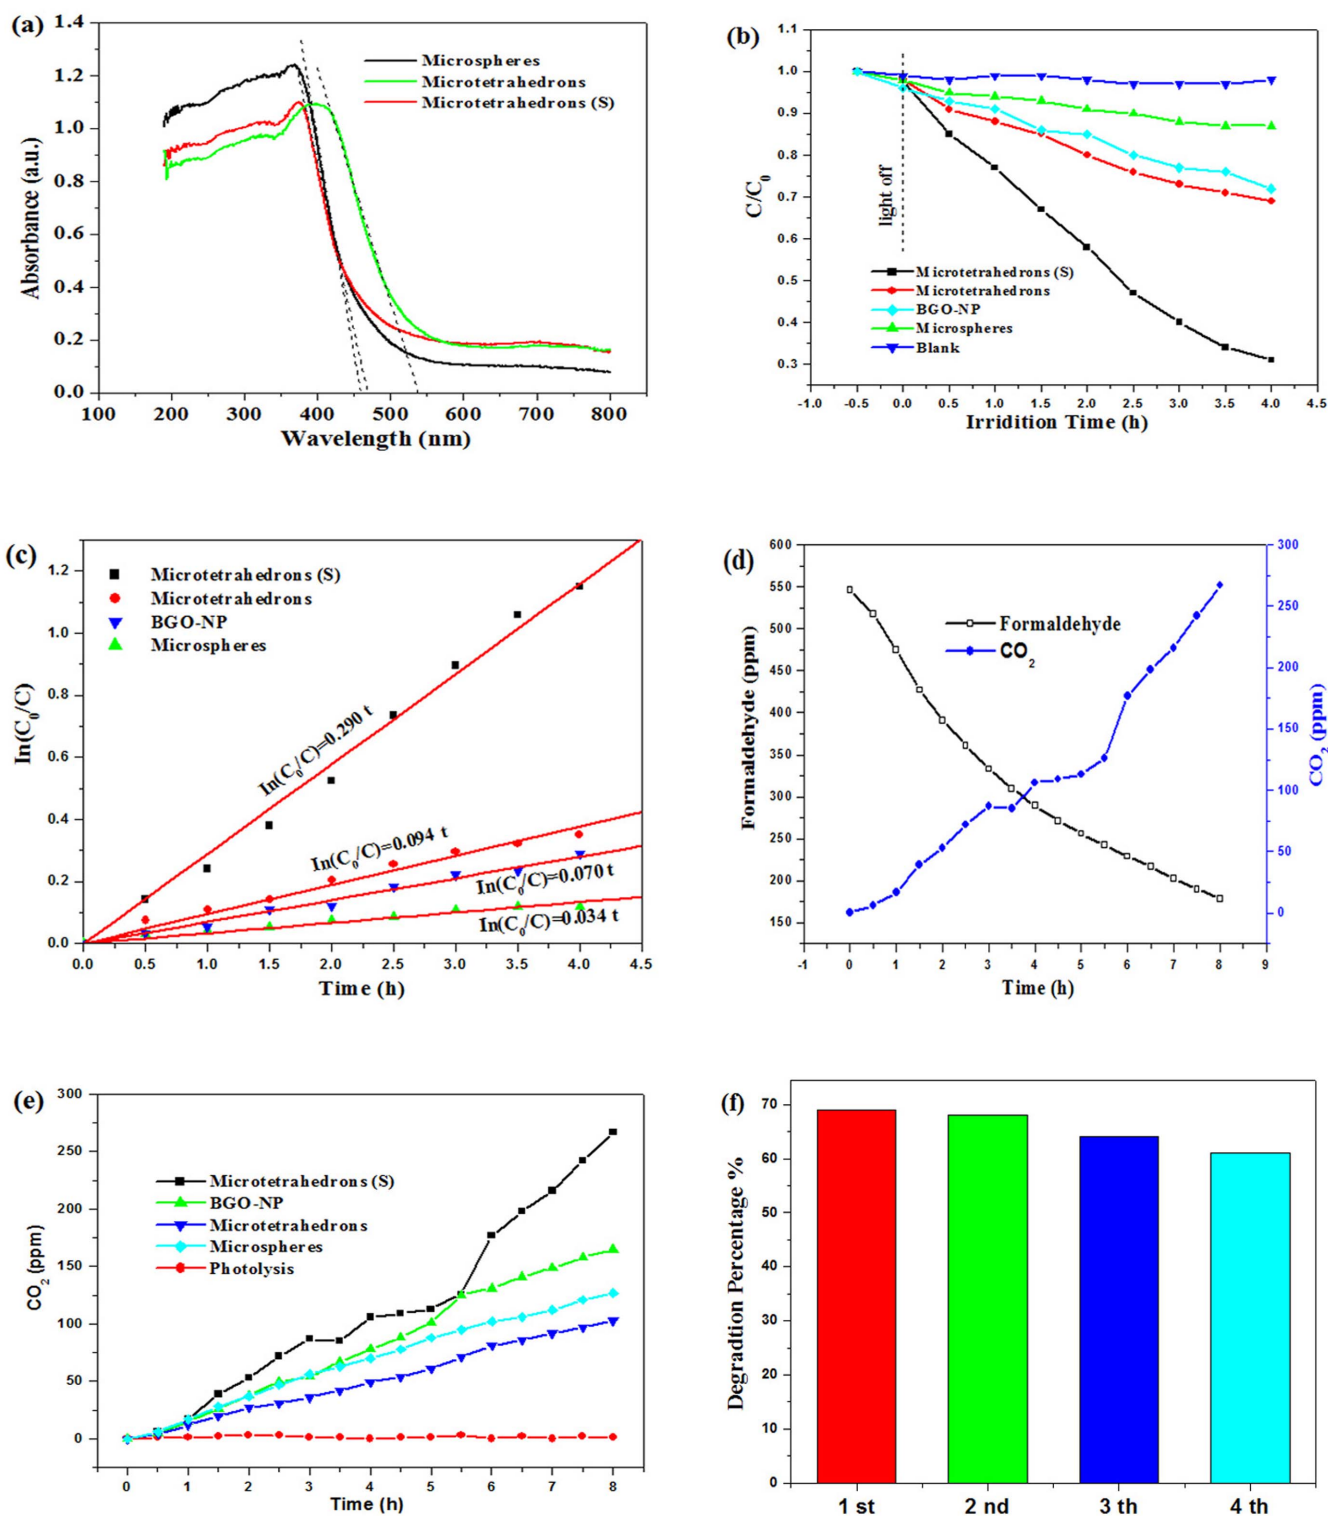 (a)
1.4
1.2
1.0
0.8
0.6
0.4
0.2
0.0
Absorbance (a.u.)
Microspheres
Microtetrahedrons
Microtetrahedrons (S)
100 200 300 400 500 600 700 800
Wavelength (nm)
(b)
1.1
1.0
0.9
0.8
0.7
0.6
0.5
0.4
0.3
C/C0
light off
Microtetrahedrons (S)
Microtetrahedrons
BGO-NP
Microspheres
Blank
-1.0 -0.5 0.0 0.5 1.0 1.5 2.0 2.5 3.0 3.5 4.0 4.5
Irridition Time (h)
(c)
1.2
1.0
0.8
0.6
0.4
0.2
0.0
In(C0/C)
Microtetrahedrons (S)
Microtetrahedrons
BGO-NP
Microspheres
In(C0/C)=0.290 t
In(C0/C)=0.094 t
In(C0/C)=0.070 t
In(C0/C)=0.034 t
0.0 0.5 1.0 1.5 2.0 2.5 3.0 3.5 4.0 4.5
Time (h)
(d)
600
550
500
450
400
350
300
250
200
150
Formaldehyde (ppm)
Formaldehyde
CO2
300
250
200
150
100
50
0
CO2 (ppm)
-1 0 1 2 3 4 5 6 7 8 9
Time (h)
(e)
300
250
200
150
100
50
0
CO2 (ppm)
Microtetrahedrons (S)
BGO-NP
Microtetrahedrons
Microspheres
Photolysis
0 1 2 3 4 5 6 7 8
Time (h)
(f)
70
60
50
40
30
20
10
0
Degradtion Percentage %
1 st 2 nd 3 th 4 th